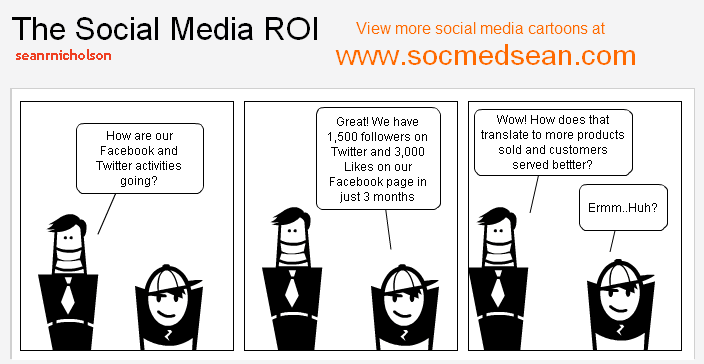 The Social Media ROI
seanrnicholson
View more social media cartoons at
www.socmedsean.com
How are our
Facebook and
Twitter activities
going?
Great! We have
1,500 followers on
Twitter and 3,000
Likes on our
Facebook page in
just 3 months
Wow! How does that
translate to more products
sold and customers
served bettter?
Ermm..Huh?